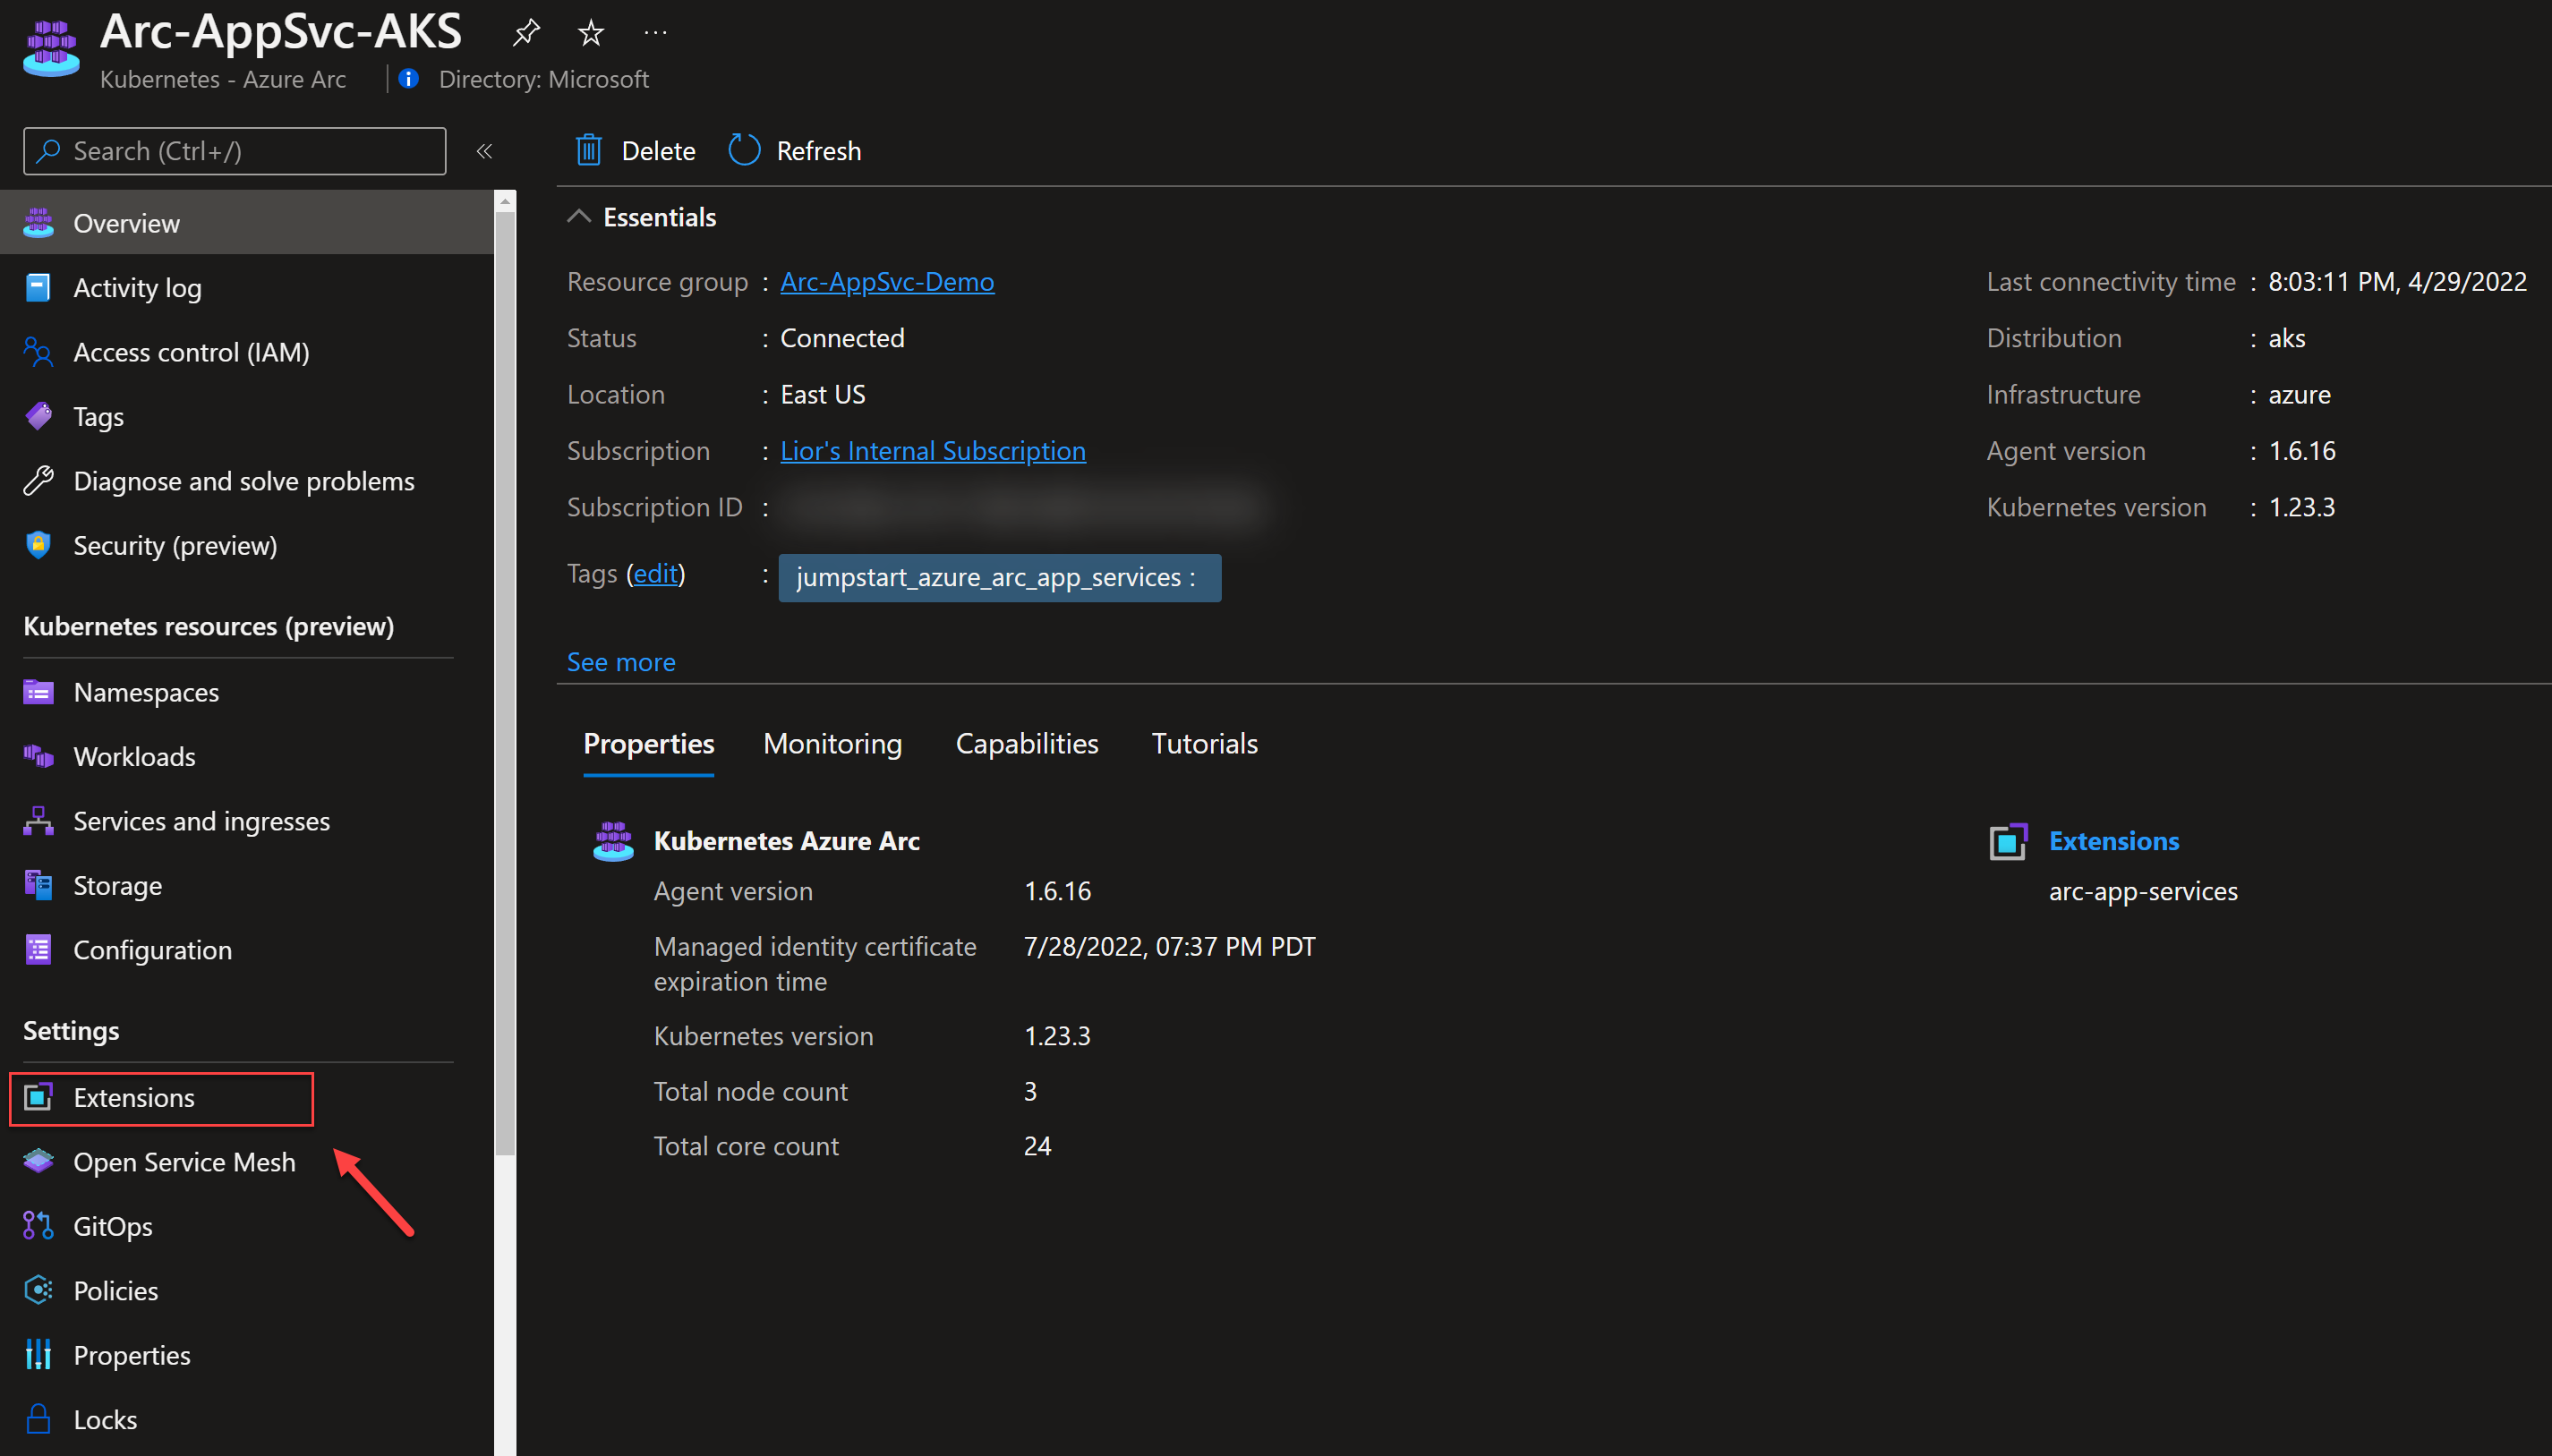 Arc-AppSvc-AKS
Kubernetes - Azure Arc
Directory: Microsoft
Search (Ctrl+/)
Overview
Activity log
Access control (IAM)
Tags
Diagnose and solve problems
Security (preview)
Kubernetes resources (preview)
Namespaces
Workloads
Services and ingresses
Storage
Configuration
Settings
Extensions
Open Service Mesh
GitOps
Policies
Properties
Locks
Delete
Refresh
Essentials
Resource group : Arc-AppSvc-Demo
Status : Connected
Location : East US
Subscription : Lior's Internal Subscription
Subscription ID :
Tags (edit) : jumpstart_azure_arc_app_services :
Last connectivity time : 8:03:11 PM, 4/29/2022
Distribution : aks
Infrastructure : azure
Agent version : 1.6.16
Kubernetes version : 1.23.3
See more
Properties Monitoring Capabilities Tutorials
Kubernetes Azure Arc
Agent version 1.6.16
Managed identity certificate 7/28/2022, 07:37 PM PDT
expiration time
Kubernetes version 1.23.3
Total node count 3
Total core count 24
Extensions
arc-app-services